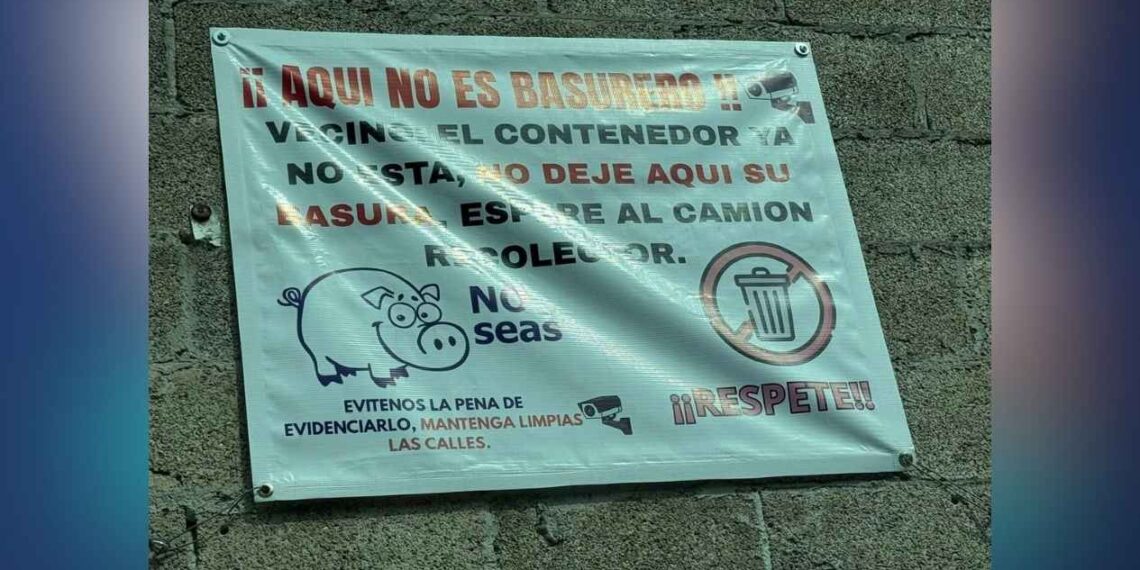 ¡¡ AQUI NO ES BASURERO !!
VECINO: EL CONTENEDOR YA
NO ESTA, NO DEJE AQUI SU
BASURA, ESPERE AL CAMION
RECOLECTOR.
NO
seas
EVITENOS LA PENA DE
EVIDENCIARLO, MANTENGA LIMPIAS
LAS CALLES.
¡¡RESPETE!!